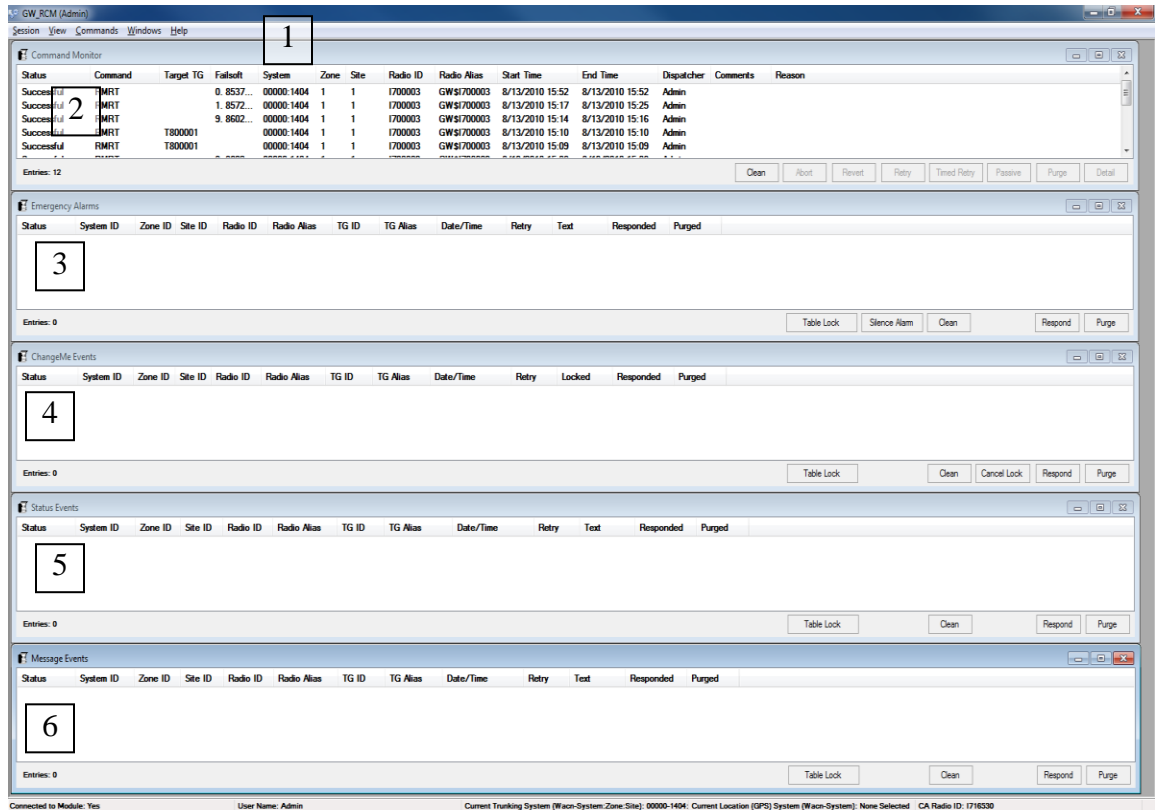 GW_RCM (Admin)
Session View Commands Windows Help
1
Command Monitor
Status Command Target TG Failsoft System Zone Site Radio ID Radio Alias Start Time End Time Dispatcher Comments Reason
Successful RMRT 0. 8537... 00000:1404 1 1 I700003 GW$I700003 8/13/2010 15:52 8/13/2010 15:52 Admin
Successful RMRT 1. 8572... 00000:1404 1 1 I700003 GW$I700003 8/13/2010 15:17 8/13/2010 15:25 Admin
2
Successful RMRT 9. 8602... 00000:1404 1 1 I700003 GW$I700003 8/13/2010 15:14 8/13/2010 15:16 Admin
Successful RMRT T800001 00000:1404 1 1 I700003 GW$I700003 8/13/2010 15:10 8/13/2010 15:10 Admin
Successful RMRT T800001 00000:1404 1 1 I700003 GW$I700003 8/13/2010 15:09 8/13/2010 15:09 Admin
Entries: 12 Clean Abort Revert Retry Timed Retry Passive Purge Detail
Emergency Alarms
Status System ID Zone ID Site ID Radio ID Radio Alias TG ID TG Alias Date/Time Retry Text Responded Purged
3
Entries: 0 Table Lock Silence Alarm Clean Respond Purge
ChangeMe Events
Status System ID Zone ID Site ID Radio ID Radio Alias TG ID TG Alias Date/Time Retry Locked Responded Purged
4
Entries: 0 Table Lock Clean Cancel Lock Respond Purge
Status Events
Status System ID Zone ID Site ID Radio ID Radio Alias TG ID TG Alias Date/Time Retry Text Responded Purged
5
Entries: 0 Table Lock Clean Respond Purge
Message Events
Status System ID Zone ID Site ID Radio ID Radio Alias TG ID TG Alias Date/Time Retry Text Responded Purged
6
Entries: 0 Table Lock Clean Respond Purge
Connected to Module: Yes User Name: Admin Current Trunking System (Wacn-System:Zone:Site): 00000-1404: Current Location (GPS) System (Wacn-System): None Selected CA Radio ID: I716530